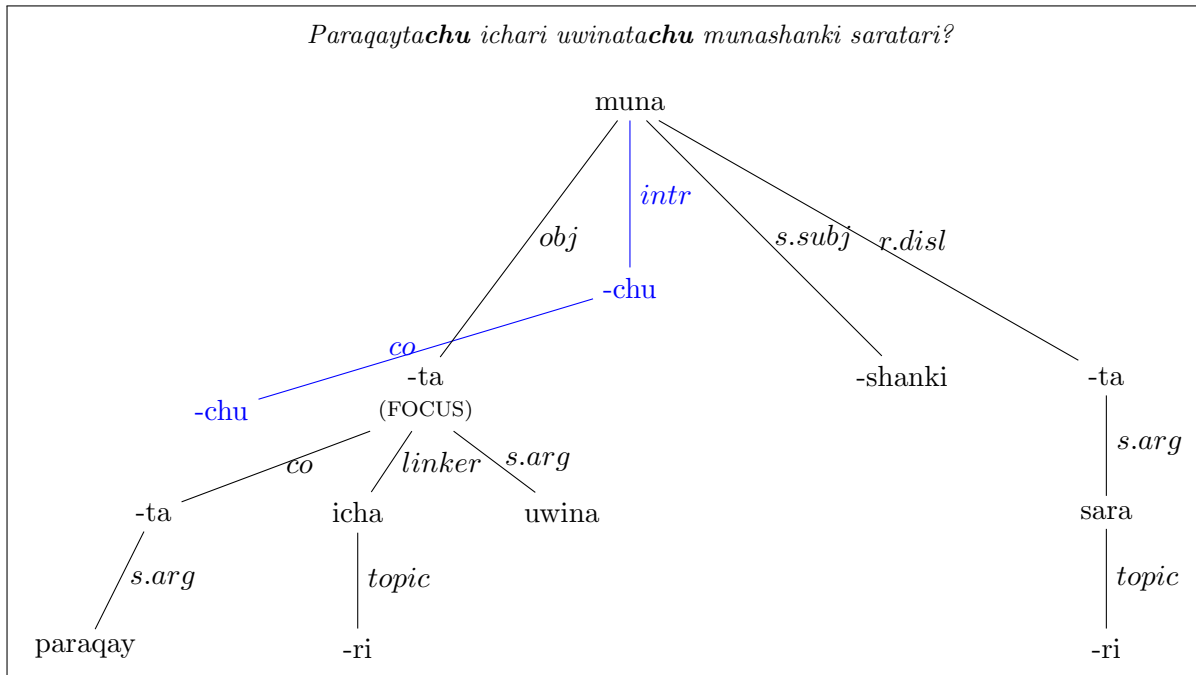 Paraqaytachu ichari uwinatachu munashanki saratari?
muna
intr
obj
s.subj
r.disl
-chu
co
-ta
-shanki
-ta
-chu
(FOCUS)
co
linker
s.arg
s.arg
-ta
icha
uwina
sara
s.arg
topic
topic
paraqay
-ri
-ri